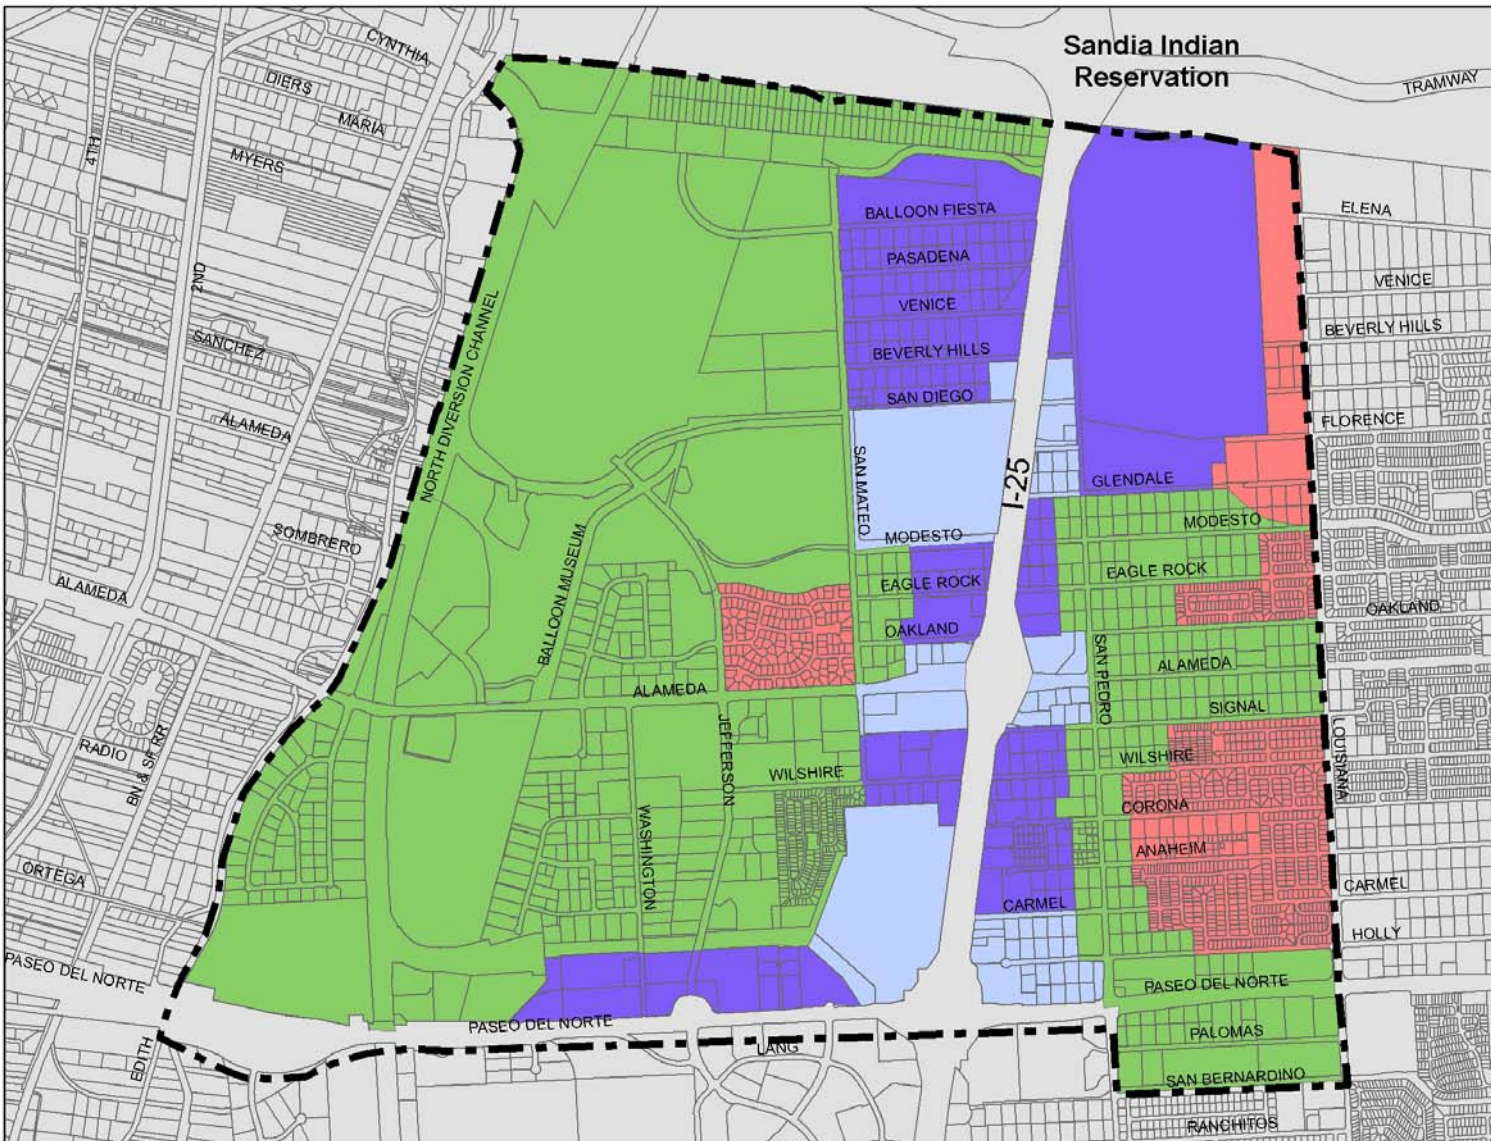 Sandia Indian
Reservation
CYNTHIA
TRAMWAY
DIERS
MARIA
4TH
MYERS
ELENA
BALLOON FIESTA
PASADENA
2ND
VENICE
VENICE
BEVERLY HILLS
SANCHEZ
BEVERLY HILLS
NORTH DIVERSION CHANNEL
SAN DIEGO
ALAMEDA
FLORENCE
I-25
SAN MATEO
GLENDALE
MODESTO
SOMBRERO
MODESTO
BALLOON MUSEUM
EAGLE ROCK
EAGLE ROCK
ALAMEDA
OAKLAND
OAKLAND
SAN PEDRO
ALAMEDA
ALAMEDA
SIGNAL
JEFFERSON
RADIO
BN & SF RR
WILSHIRE
LOUISIANA
WILSHIRE
CORONA
WASHINGTON
ANAHEIM
ORTEGA
CARMEL
CARMEL
HOLLY
PASEO DEL NORTE
PASEO DEL NORTE
PASEO DEL NORTE
PALOMAS
LANG
EDITH
SAN BERNARDINO
RANCHITOS